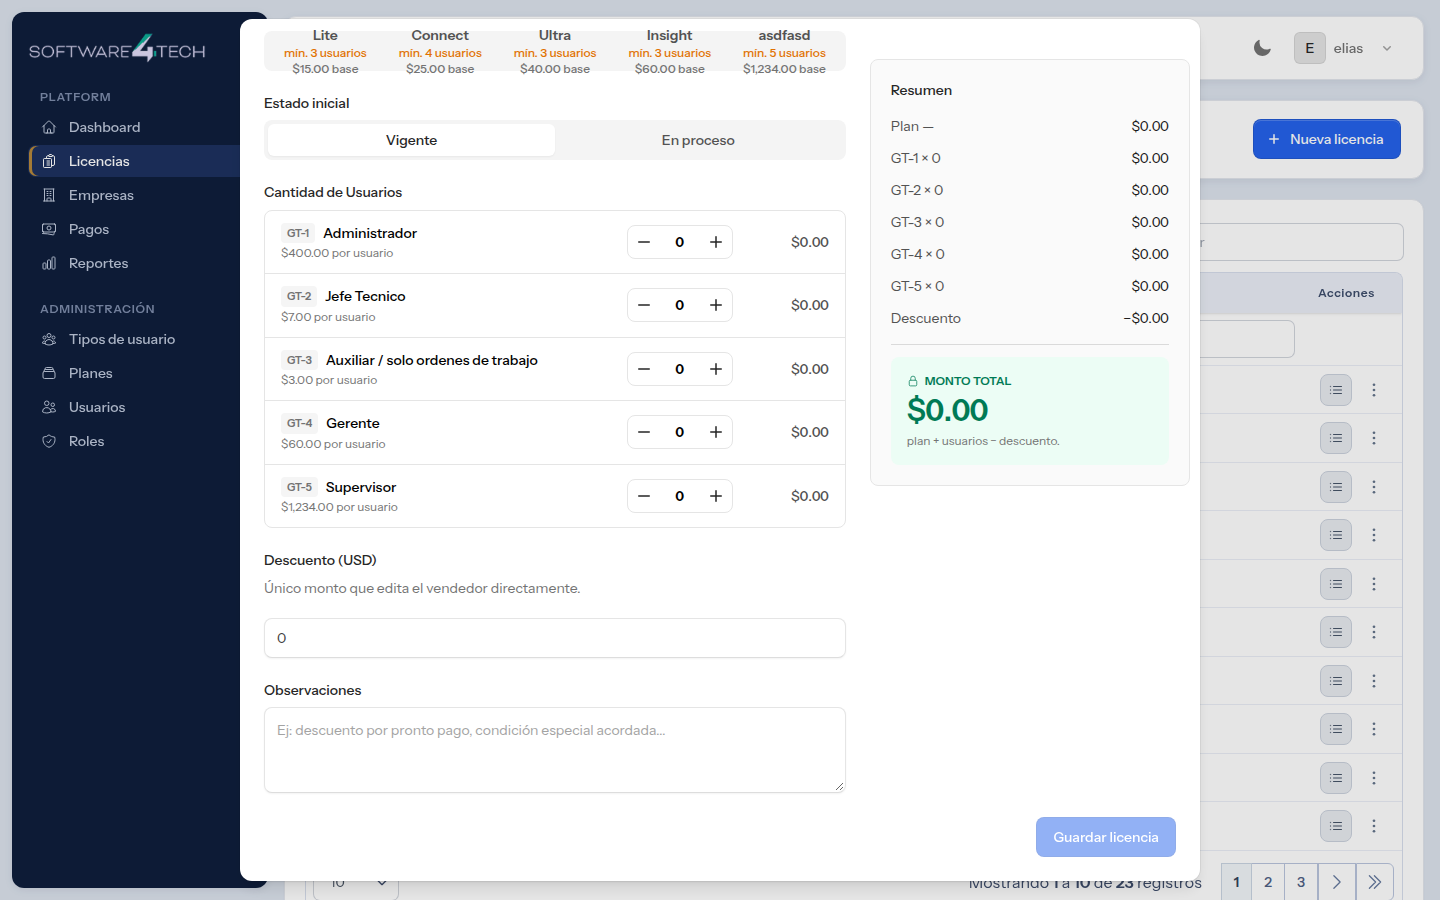 SOFTWARE4TECH
PLATFORM
Dashboard
Licencias
Empresas
Pagos
Reportes
ADMINISTRACIÓN
Tipos de usuario
Planes
Usuarios
Roles
Lite
min. 3 usuarios
$15.00 base
Connect
min. 4 usuarios
$25.00 base
Ultra
min. 3 usuarios
$40.00 base
Insight
min. 3 usuarios
$60.00 base
asdfasd
min. 5 usuarios
$1,234.00 base
Estado inicial
Vigente
En proceso
Cantidad de Usuarios
GT-1 Administrador
$400.00 por usuario
0
$0.00
GT-2 Jefe Tecnico
$7.00 por usuario
0
$0.00
GT-3 Auxiliar / solo ordenes de trabajo
$3.00 por usuario
0
$0.00
GT-4 Gerente
$60.00 por usuario
0
$0.00
GT-5 Supervisor
$1,234.00 por usuario
0
$0.00
Descuento (USD)
Único monto que edita el vendedor directamente.
0
Observaciones
Ej: descuento por pronto pago, condición especial acordada...
Resumen
Plan — $0.00
GT-1 × 0 $0.00
GT-2 × 0 $0.00
GT-3 × 0 $0.00
GT-4 × 0 $0.00
GT-5 × 0 $0.00
Descuento −$0.00
MONTO TOTAL
$0.00
plan + usuarios − descuento.
Guardar licencia
E elias
+ Nueva licencia
Acciones
10
Mostrando 1 a 10 de 23 registros
1 2 3